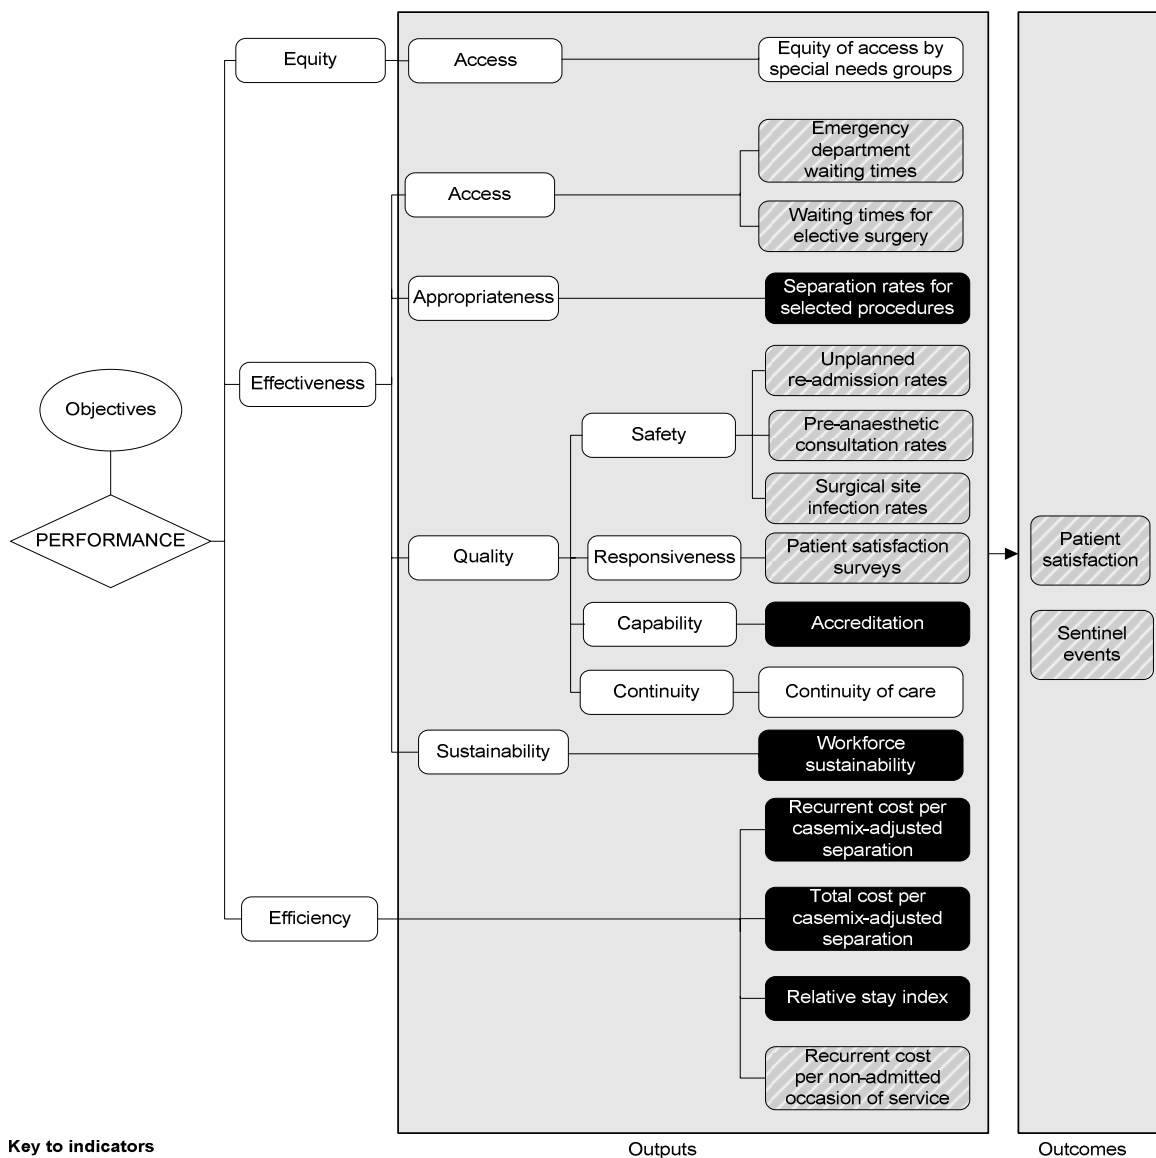 Equity
Access
Equity of access by
special needs groups
Emergency
department
waiting times
Access
Waiting times for
elective surgery
Appropriateness
Separation rates for
selected procedures
Unplanned
re-admission rates
Effectiveness
Objectives
Safety
Pre-anaesthetic
consultation rates
Surgical site
infection rates
PERFORMANCE
Quality
Responsiveness
Patient satisfaction
surveys
Patient
satisfaction
Capability
Accreditation
Sentinel
events
Continuity
Continuity of care
Sustainability
Workforce
sustainability
Recurrent cost per
casemix-adjusted
separation
Efficiency
Total cost per
casemix-adjusted
separation
Relative stay index
Recurrent cost
per non-admitted
occasion of service
Key to indicators
Outputs
Outcomes